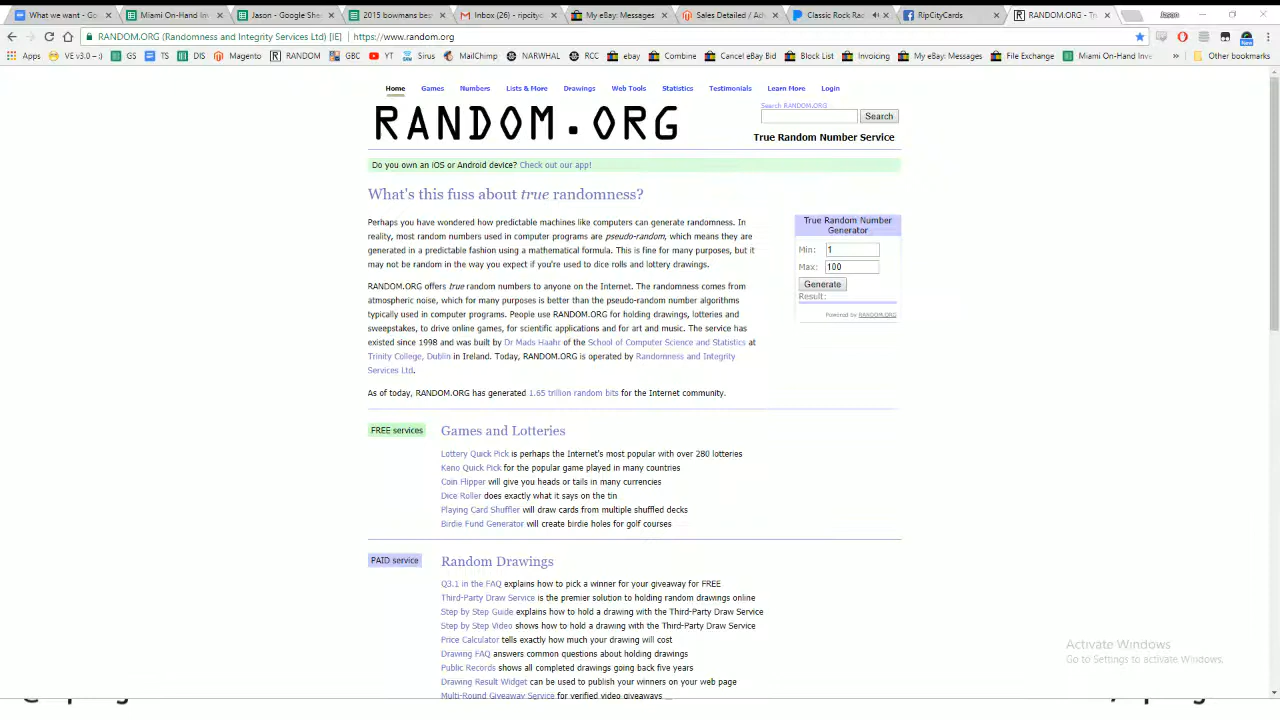 What we want - Go
Miami On-Hand Inv
Jason - Google She
2015 bowmans be
Inbox (26) - ripcity
My eBay: Messages
Sales Detailed / Ad
Classic Rock Ra
RipCityCards
RANDOM.ORG - Tr
Jason
RANDOM.ORG (Randomness and Integrity Services Ltd) [IE] https://www.random.org
Apps VE v3.0 GS TS DIS Magento RANDOM GBC YT Sirus MailChimp NARWHAL RCC ebay Combine Cancel eBay Bid Block List Invoicing My eBay: Messages File Exchange Miami On-Hand Inve » Other bookmarks
Home Games Numbers Lists & More Drawings Web Tools Statistics Testimonials Learn More Login
RANDOM.ORG
Search RANDOM.ORG
Search
True Random Number Service
Do you own an iOS or Android device? Check out our app!
What's this fuss about true randomness?
Perhaps you have wondered how predictable machines like computers can generate randomness. In
reality, most random numbers used in computer programs are pseudo-random, which means they are
generated in a predictable fashion using a mathematical formula. This is fine for many purposes, but it
may not be random in the way you expect if you're used to dice rolls and lottery drawings.
RANDOM.ORG offers true random numbers to anyone on the Internet. The randomness comes from
atmospheric noise, which for many purposes is better than the pseudo-random number algorithms
typically used in computer programs. People use RANDOM.ORG for holding drawings, lotteries and
sweepstakes, to drive online games, for scientific applications and for art and music. The service has
existed since 1998 and was built by Dr Mads Haahr of the School of Computer Science and Statistics at
Trinity College, Dublin in Ireland. Today, RANDOM.ORG is operated by Randomness and Integrity
Services Ltd.
As of today, RANDOM.ORG has generated 1.65 trillion random bits for the Internet community.
True Random Number
Generator
Min: 1
Max: 100
Generate
Result:
Powered by RANDOM.ORG
FREE services
Games and Lotteries
Lottery Quick Pick is perhaps the Internet's most popular with over 280 lotteries
Keno Quick Pick for the popular game played in many countries
Coin Flipper will give you heads or tails in many currencies
Dice Roller does exactly what it says on the tin
Playing Card Shuffler will draw cards from multiple shuffled decks
Birdie Fund Generator will create birdie holes for golf courses
PAID service
Random Drawings
Q3.1 in the FAQ explains how to pick a winner for your giveaway for FREE
Third-Party Draw Service is the premier solution to holding random drawings online
Step by Step Guide explains how to hold a drawing with the Third-Party Draw Service
Step by Step Video shows how to hold a drawing with the Third-Party Draw Service
Price Calculator tells exactly how much your drawing will cost
Drawing FAQ answers common questions about holding drawings
Public Records shows all completed drawings going back five years
Drawing Result Widget can be used to publish your winners on your web page
Multi-Round Giveaway Service for verified video giveaways
Activate Windows
Go to Settings to activate Windows.